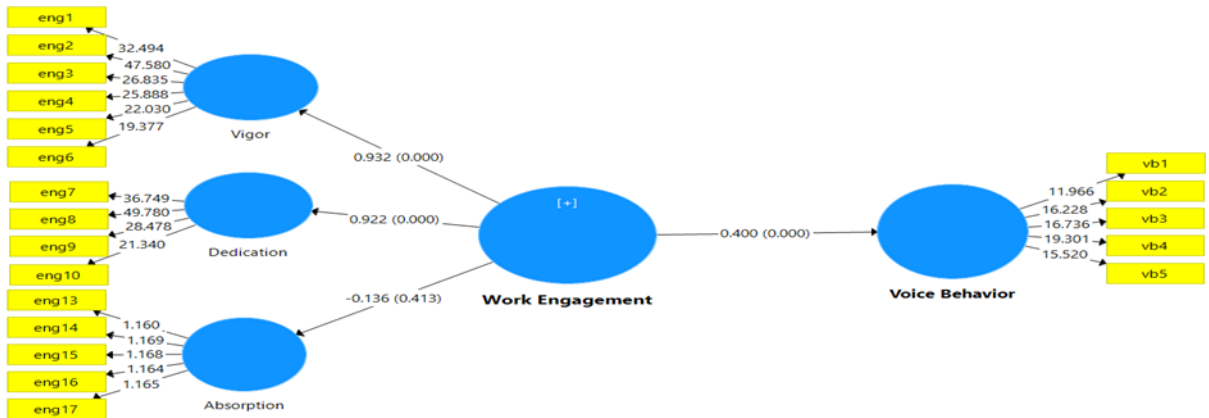 eng1
eng2
eng3
eng4
eng5
eng6
32.494
47.580
26.835
25.888
22.030
19.377
Vigor
eng7
eng8
eng9
eng10
36.749
49.780
28.478
21.340
Dedication
eng13
eng14
eng15
eng16
eng17
1.160
1.169
1.168
1.164
1.165
Absorption
0.932 (0.000)
0.922 (0.000)
-0.136 (0.413)
[+]
Work Engagement
0.400 (0.000)
Voice Behavior
11.966
16.228
16.736
19.301
15.520
vb1
vb2
vb3
vb4
vb5